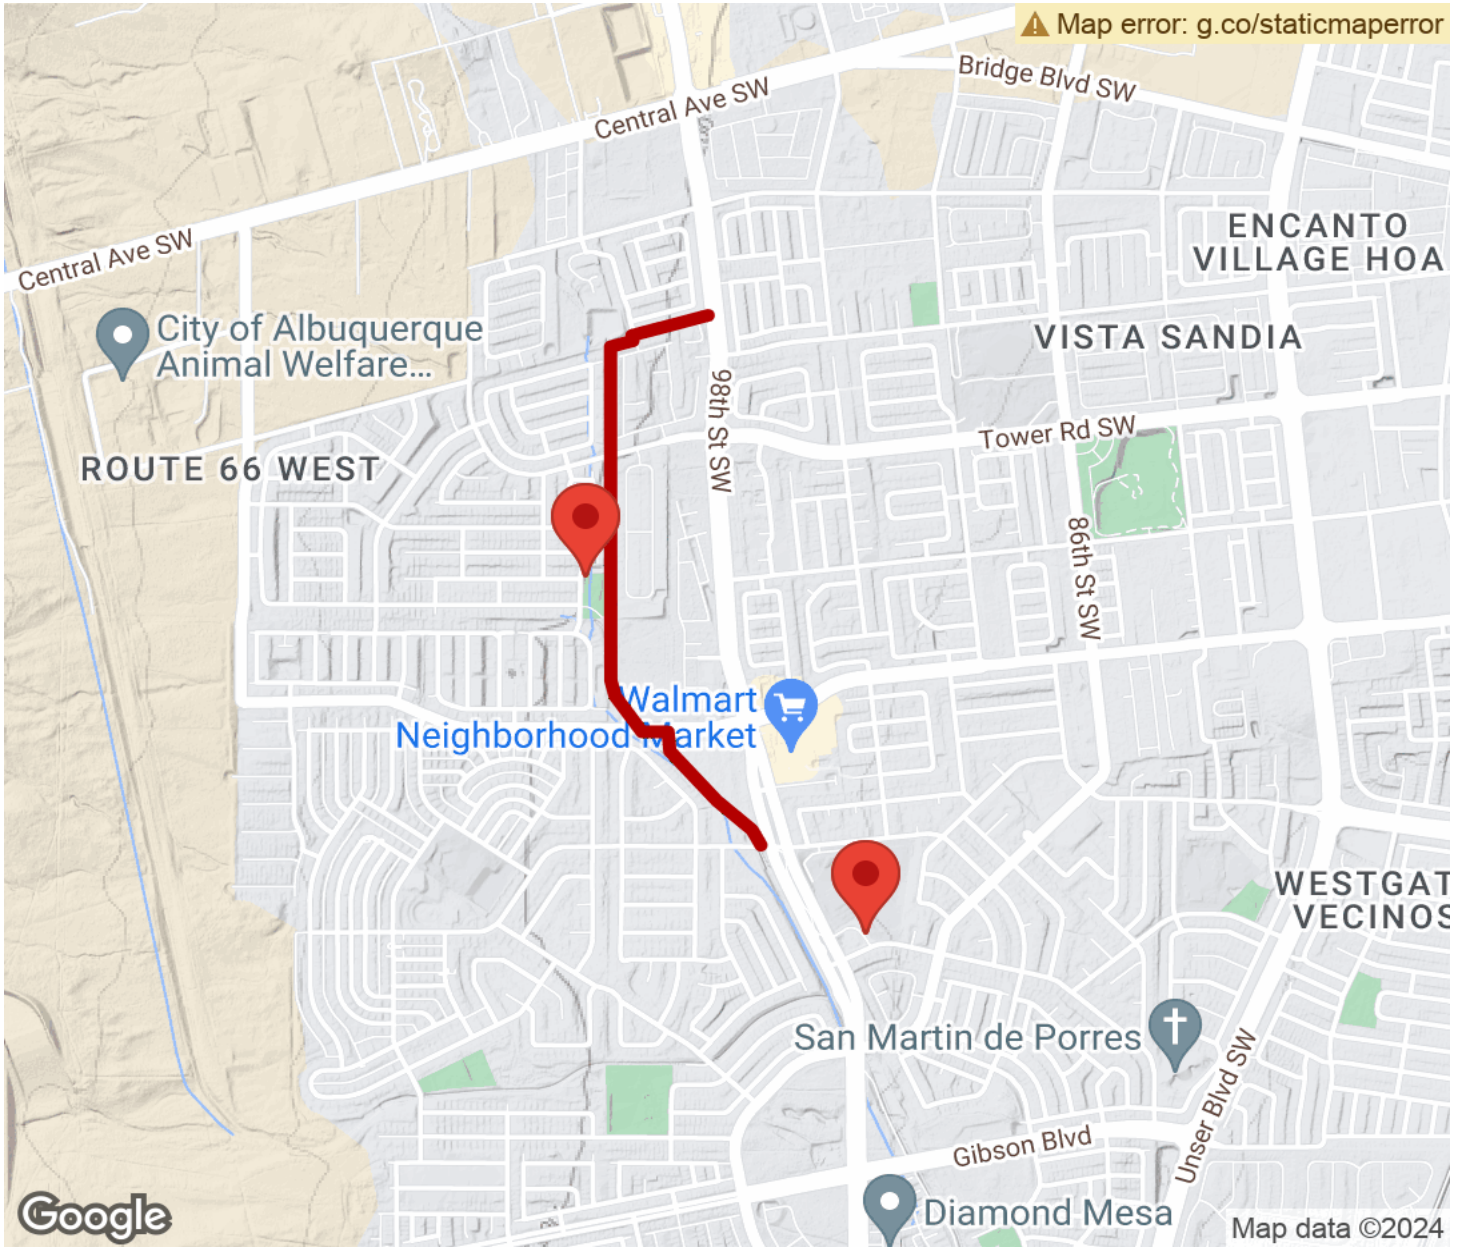 Map error: g.co/staticmaperror
Bridge Blvd SW
Central Ave SW
ENCANTO
VILLAGE HOA
Central Ave SW
City of Albuquerque
Animal Welfare...
VISTA SANDIA
98th St SW
Tower Rd SW
ROUTE 66 WEST
86th St SW
Walmart
Neighborhood Market
WESTGAT
VECINOS
San Martin de Porres
Unser Blvd SW
Gibson Blvd
Diamond Mesa
Google
Map data ©2024